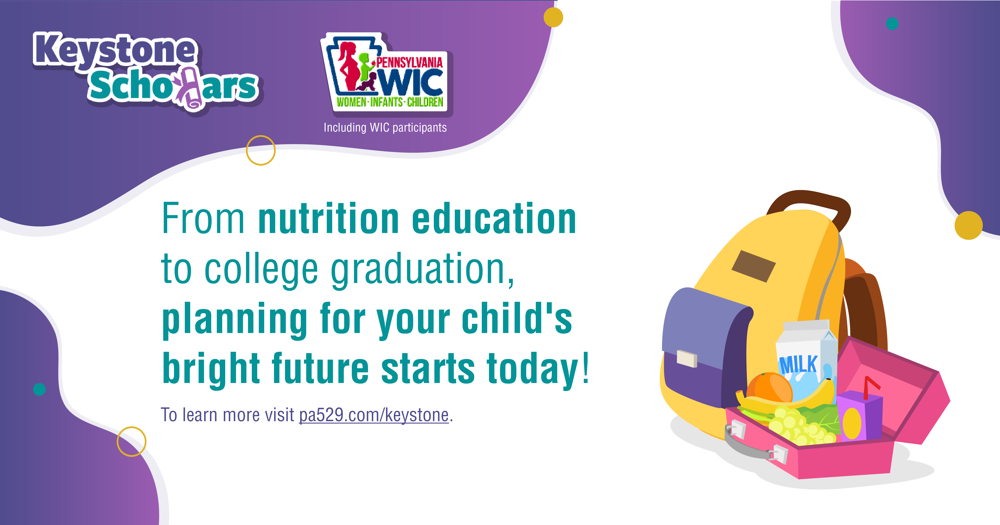 Keystone
Scholars
PENNSYLVANIA
WIC
WOMEN·INFANTS·CHILDREN
Including WIC participants
From nutrition education
to college graduation,
planning for your child's
bright future starts today!
To learn more visit pa529.com/keystone.
MILK